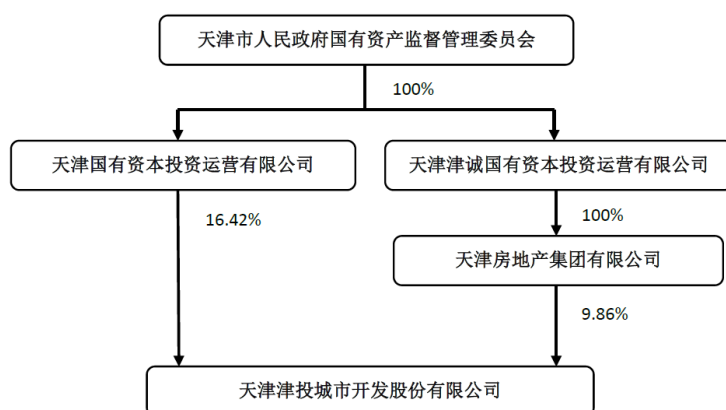 天津市人民政府国有资产监督管理委员会
100%
天津国有资本投资运营有限公司
天津津诚国有资本投资运营有限公司
16.42%
100%
天津房地产集团有限公司
9.86%
天津津投城市开发股份有限公司